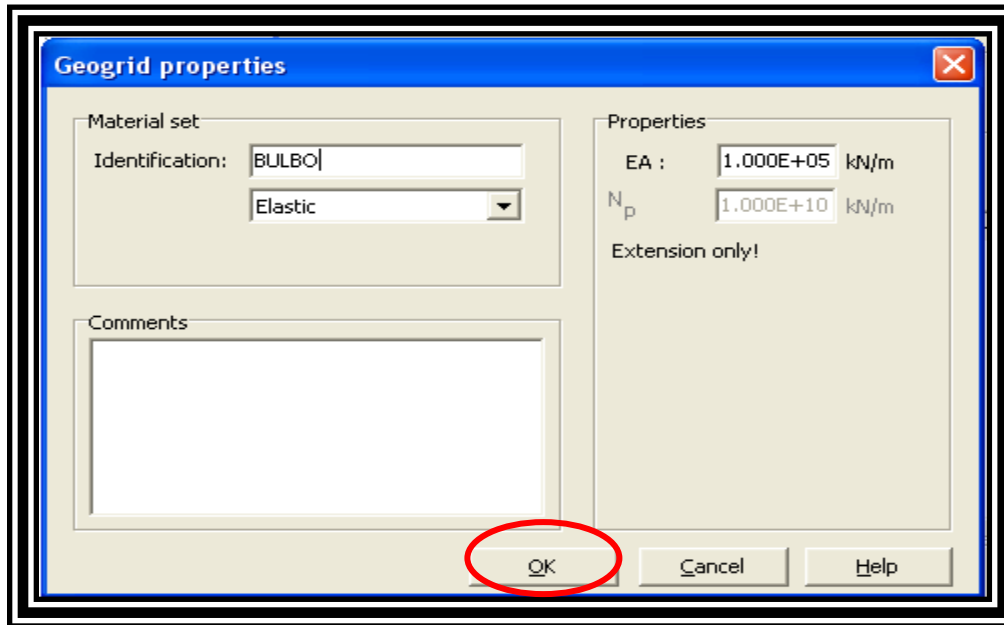 Geogrid properties
Material set
Identification: BULBO
Elastic
Comments
Properties
EA : 1.000E+05 kN/m
Np 1.000E+10 kN/m
Extension only!
OK Cancel Help